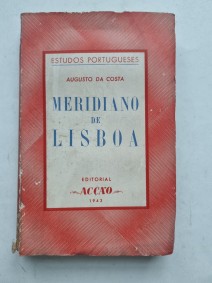 ESTUDOS PORTUGUESES
AUGUSTO DA COSTA
MERIDIANO
DE
LISBOA
EDITORIAL
ACÇÃO
1943